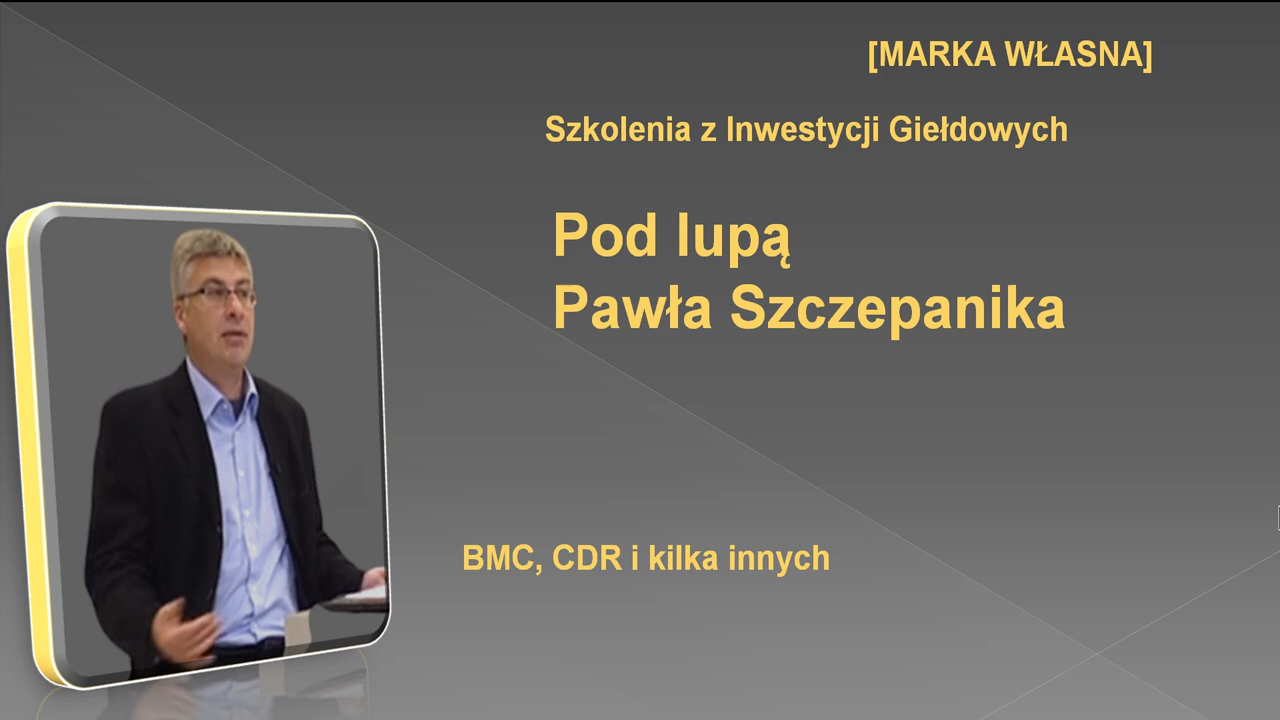 [MARKA WŁASNA]
Szkolenia z Inwestycji Giełdowych
Pod lupą
Pawła Szczepanika
BMC, CDR i kilka innych